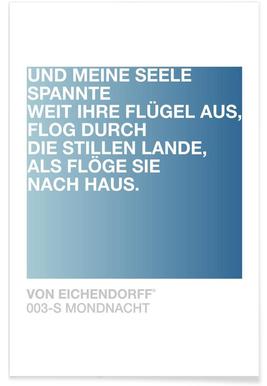 UND MEINE SEELE
SPANNTE
WEIT IHRE FLÜGEL AUS,
FLOG DURCH
DIE STILLEN LANDE,
ALS FLÖGE SIE
NACH HAUS.
VON EICHENDORFF®
003-S MONDNACHT